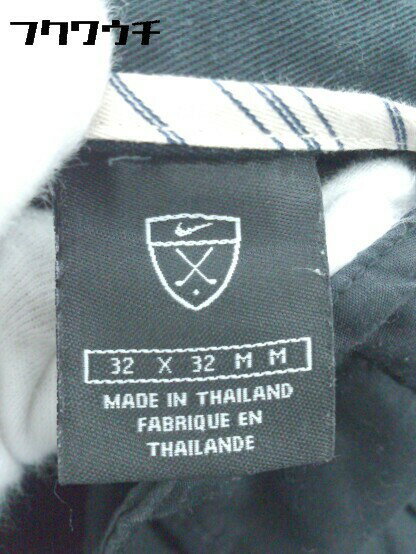 フクワウチ
32 X 32 M M
MADE IN THAILAND
FABRIQUE EN
THAILANDE